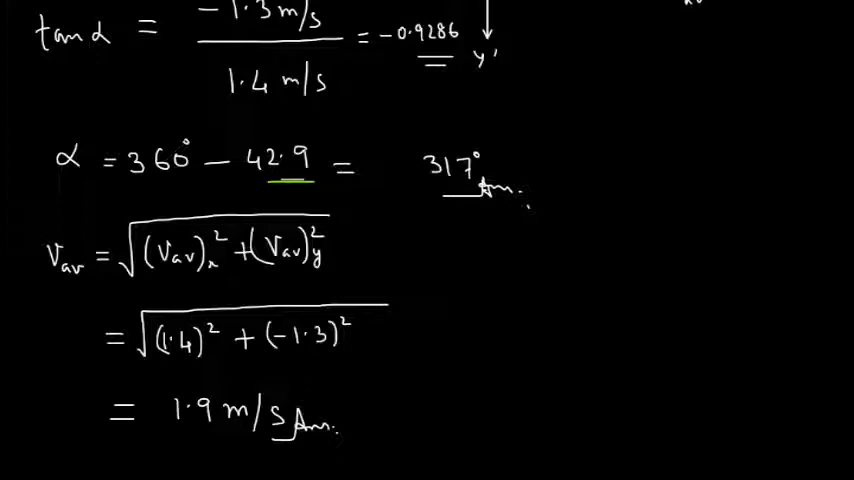 tan α = -1.3 m/s / 1.4 m/s = -0.9286
y'
α = 360° - 42.9 = 317° Ans.
Vav = √(Vav)x² + (Vav)y²
= √(1.4)² + (-1.3)²
= 1.9 m/s Ans.